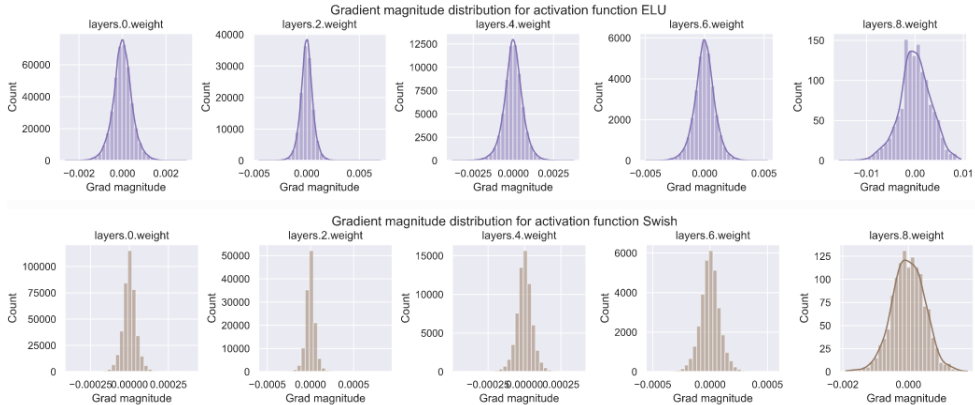 Gradient magnitude distribution for activation function ELU
layers.0.weight layers.2.weight layers.4.weight layers.6.weight layers.8.weight
60000 40000 12500 6000 150
30000 10000
40000 7500 4000 100
20000
20000 5000 2000 50
10000 2500
0 0 0 0 0
Count Count Count Count Count
−0.002 0.000 0.002 −0.005 0.000 0.005 −0.0025 0.0000 0.0025 −0.005 0.000 0.005 −0.01 0.00 0.01
Grad magnitude Grad magnitude Grad magnitude Grad magnitude Grad magnitude
Gradient magnitude distribution for activation function Swish
layers.0.weight layers.2.weight layers.4.weight layers.6.weight layers.8.weight
100000 50000 15000 6000 125
75000 40000 100
50000 30000 10000 4000 75
20000 50
25000 10000 5000 2000 25
0 0 0 0 0
Count Count Count Count Count
−0.00025 0.00000 0.00025 −0.0005 0.0000 0.0005 −0.00025 0.00000 0.00025 −0.0005 0.0000 0.0005 −0.002 0.000
Grad magnitude Grad magnitude Grad magnitude Grad magnitude Grad magnitude